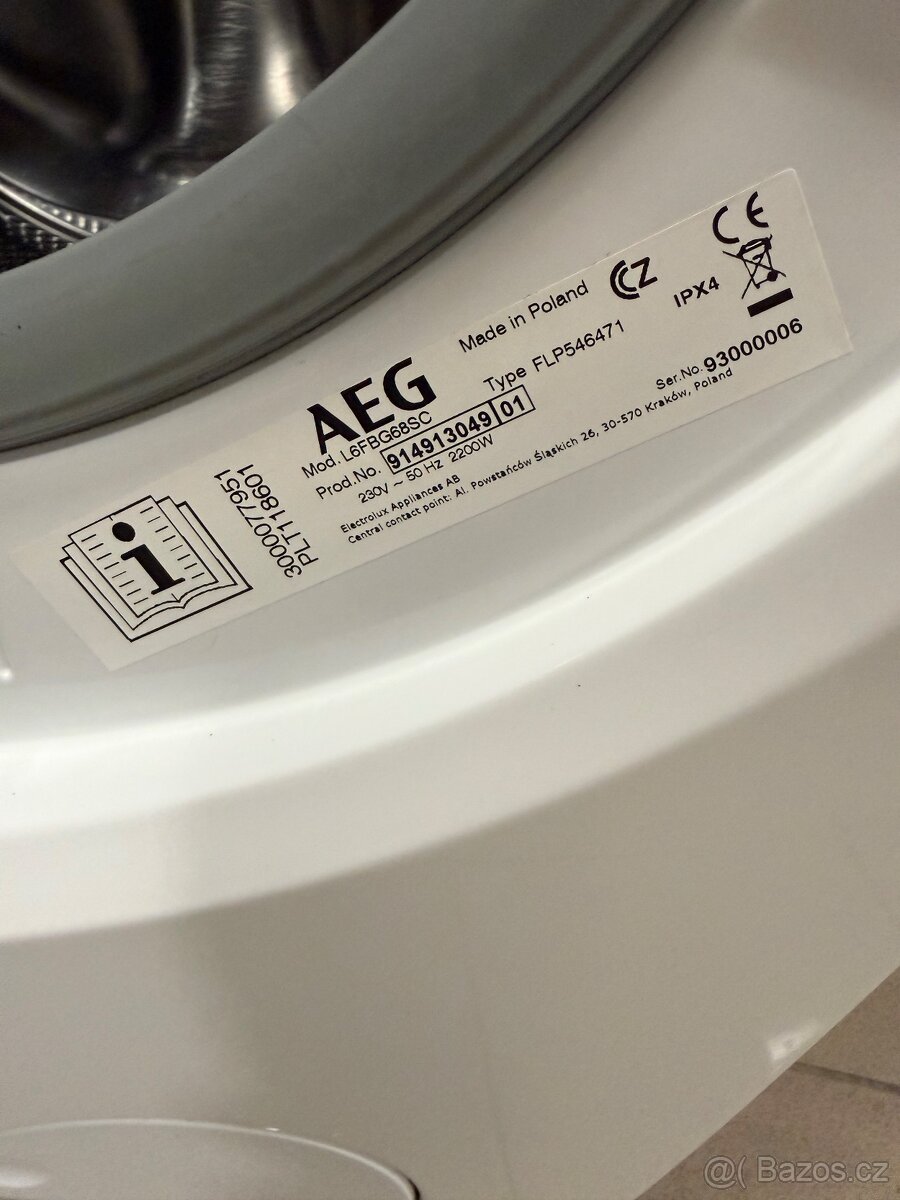 Made in Poland CZ CE
AEG Type FLP546471 IPX4
Mod. L6FBG68SC
Prod.No. 914913049 01 Ser.No. 93000006
230V ~ 50 Hz 2200W
Electrolux Appliances AB
Central contact point: Al. Powstańców Śląskich 26, 30-570 Kraków, Poland
3000077951
PLT118601
i
@( Bazos.cz